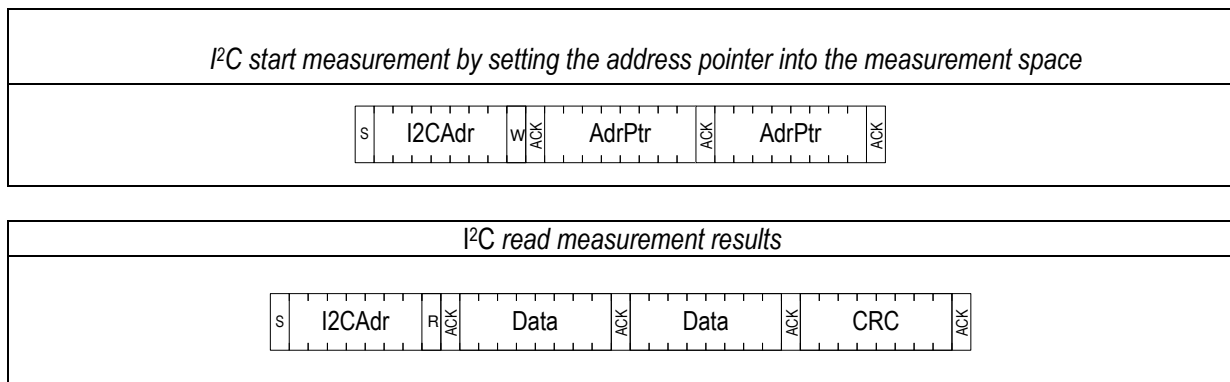 I²C start measurement by setting the address pointer into the measurement space
S I2CAdr W ACK AdrPtr ACK AdrPtr ACK
I²C read measurement results
S I2CAdr R ACK Data ACK Data ACK CRC ACK